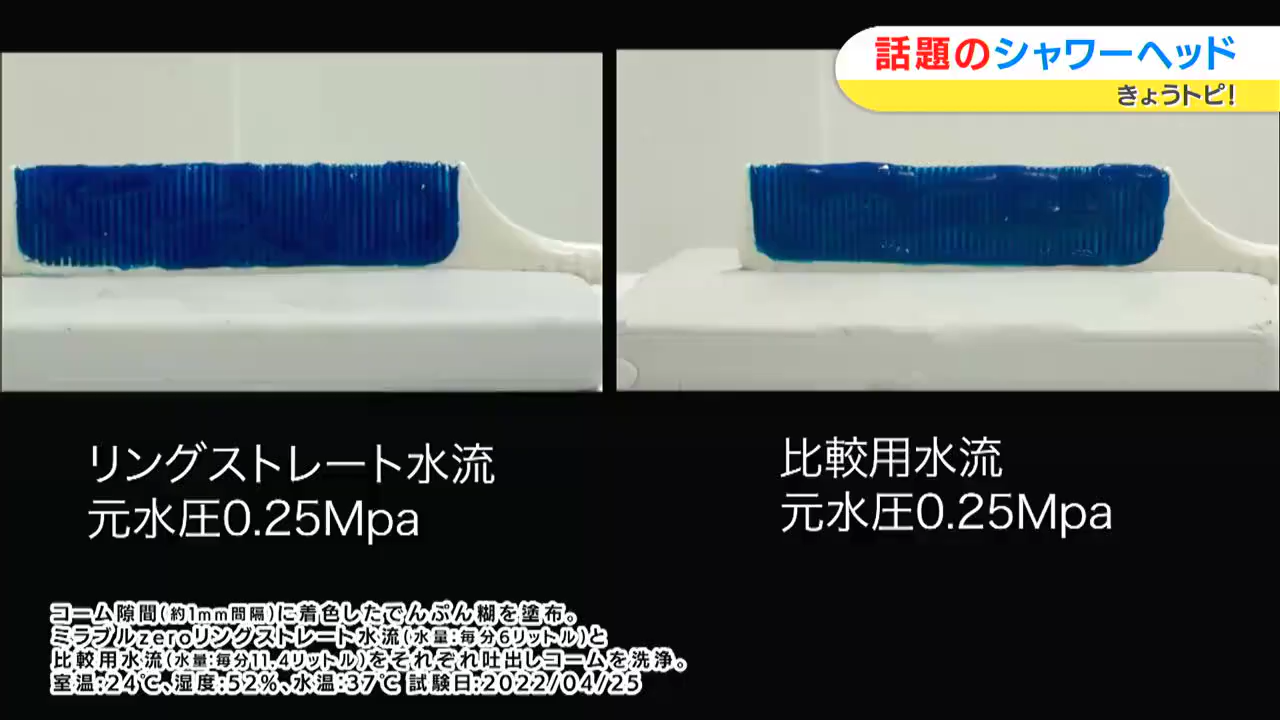 話題のシャワーヘッド
きょうトピ!
リングストレート水流
元水圧0.25Mpa
比較用水流
元水圧0.25Mpa
コーム隙間(約1mm間隔)に着色したでんぷん糊を塗布。
ミラブルzeroリングストレート水流(水量:毎分6リットル)と
比較用水流(水量:毎分11.4リットル)をそれぞれ吐出しコームを洗浄。
室温:24℃、湿度:52%、水温:37℃ 試験日:2022/04/25